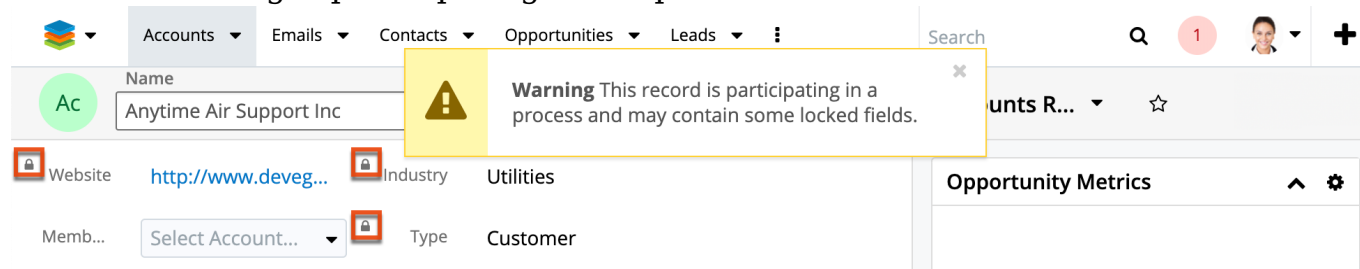 Accounts Emails Contacts Opportunities Leads Search 1
Name
Ac Anytime Air Support Inc
Warning This record is participating in a
process and may contain some locked fields.
unts R...
Website http://www.deveg... Industry Utilities
Opportunity Metrics
Memb... Select Account... Type Customer